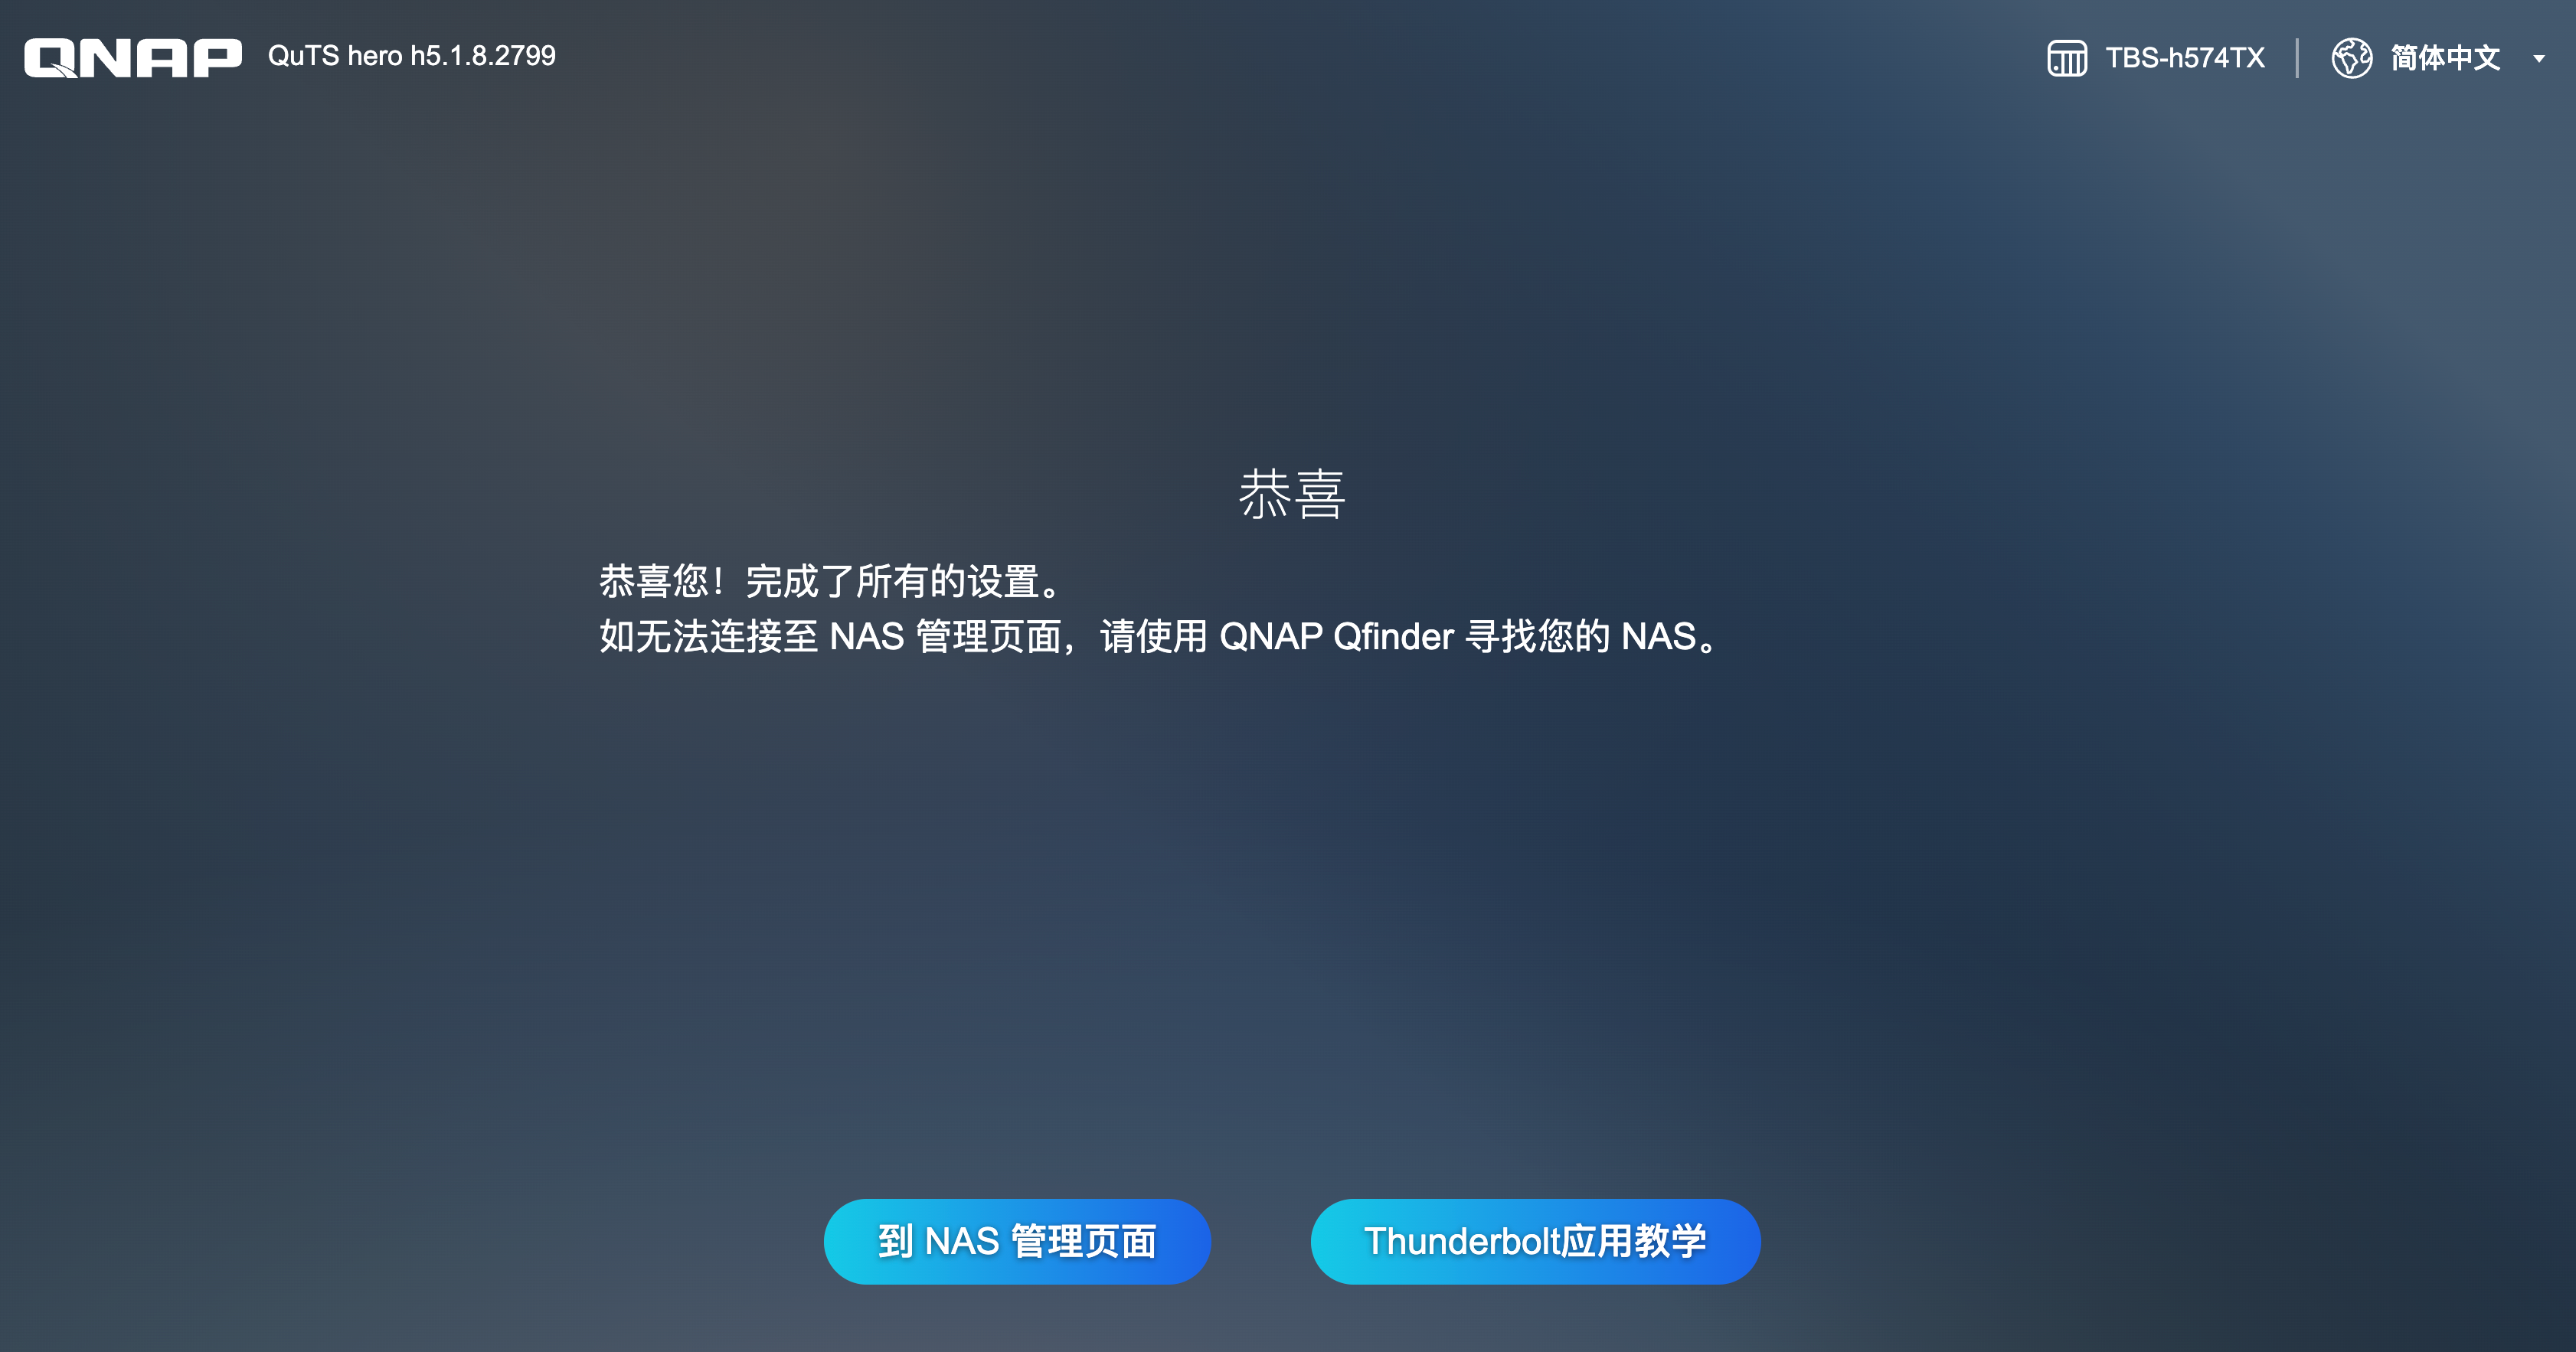 QNAP QuTS hero h5.1.8.2799
TBS-h574TX 简体中文
恭喜
恭喜您！完成了所有的设置。
如无法连接至 NAS 管理页面，请使用 QNAP Qfinder 寻找您的 NAS。
到 NAS 管理页面
Thunderbolt应用教学